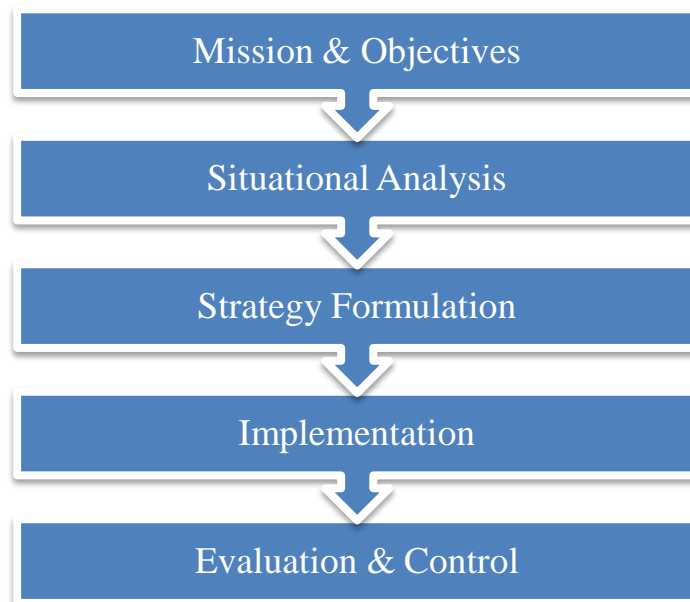 Mission & Objectives
Situational Analysis
Strategy Formulation
Implementation
Evaluation & Control